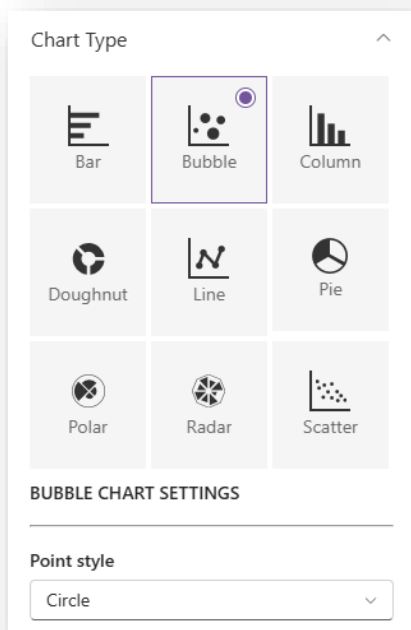 Chart Type
Bar
Bubble
Column
Doughnut
Line
Pie
Polar
Radar
Scatter
BUBBLE CHART SETTINGS
Point style
Circle